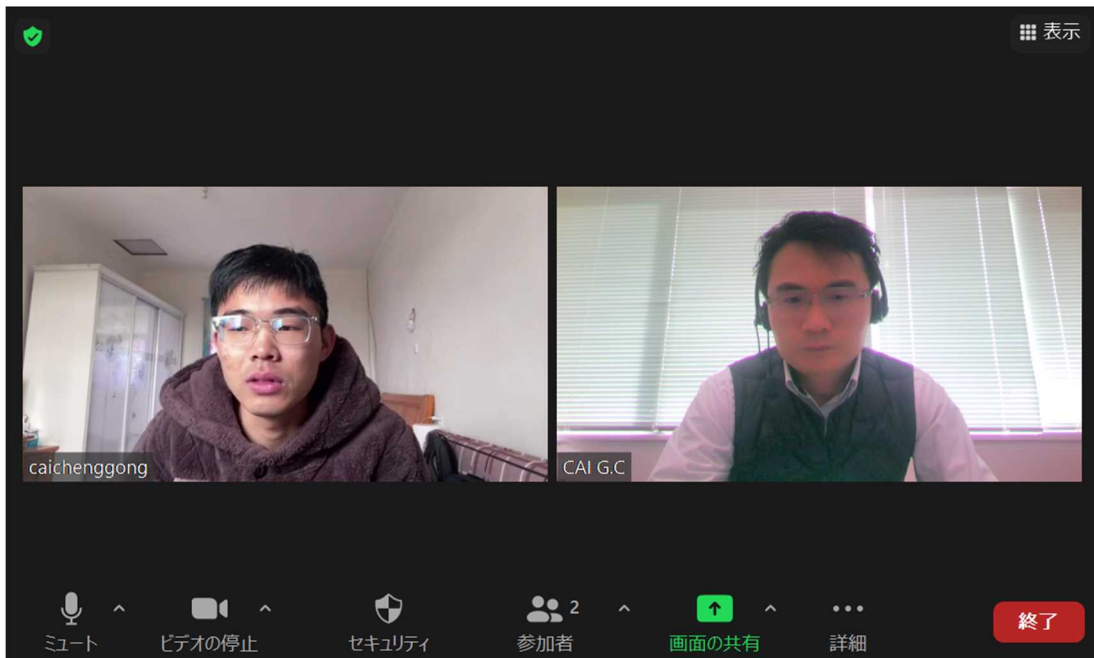 表示
caichenggong
CAI G.C
2
ミュート
ビデオの停止
セキュリティ
参加者
画面の共有
詳細
終了